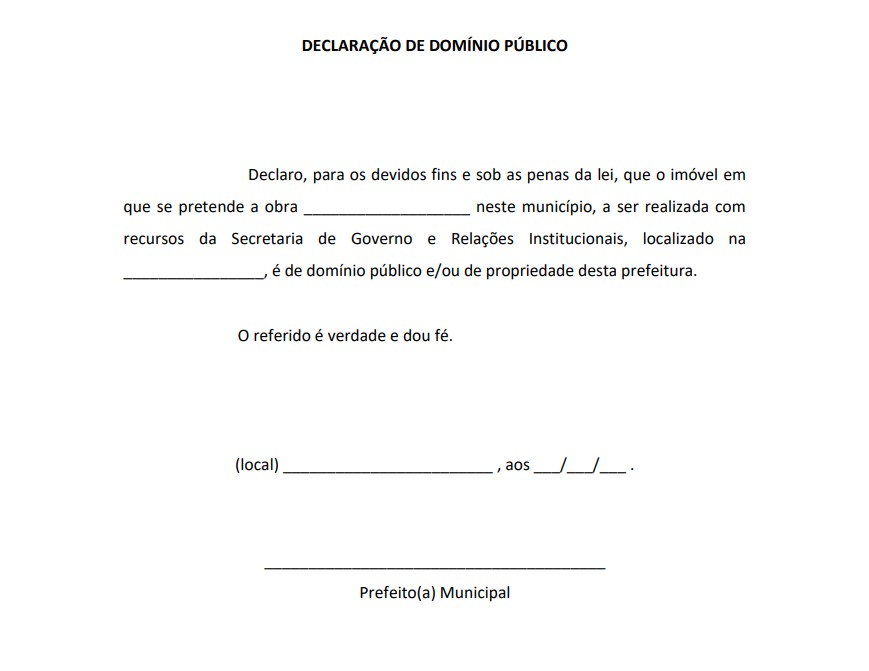 DECLARAÇÃO DE DOMÍNIO PÚBLICO
Declaro, para os devidos fins e sob as penas da lei, que o imóvel em
que se pretende a obra ___________________ neste município, a ser realizada com
recursos da Secretaria de Governo e Relações Institucionais, localizado na
________________, é de domínio público e/ou de propriedade desta prefeitura.
O referido é verdade e dou fé.
(local) ________________________ , aos ___/___/___ .
_______________________________________
Prefeito(a) Municipal